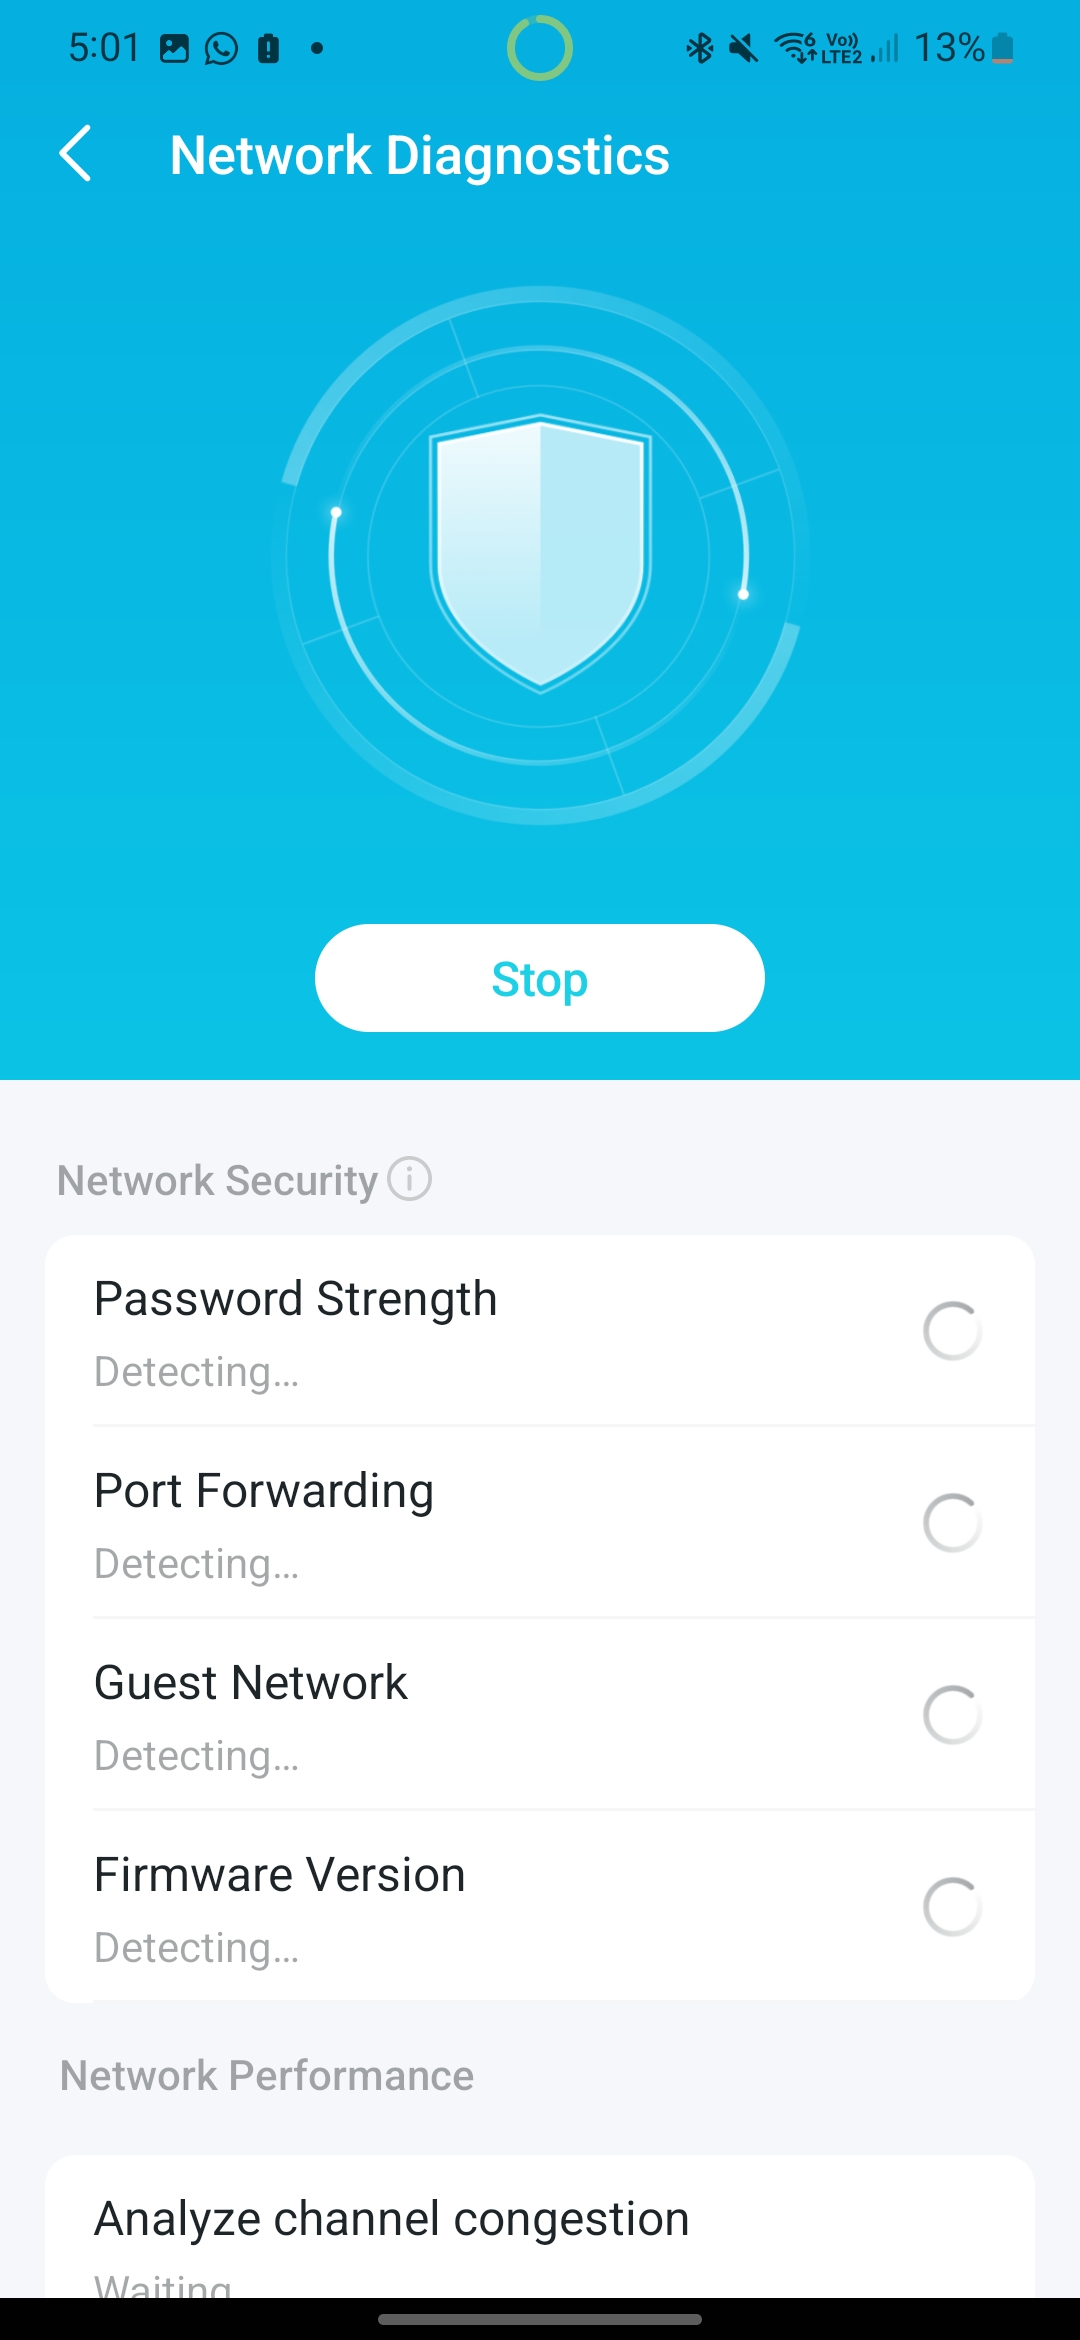 5:01
6 Vo)) LTE2 13%
Network Diagnostics
Stop
Network Security
Password Strength
Detecting...
Port Forwarding
Detecting...
Guest Network
Detecting...
Firmware Version
Detecting...
Network Performance
Analyze channel congestion
Waiting